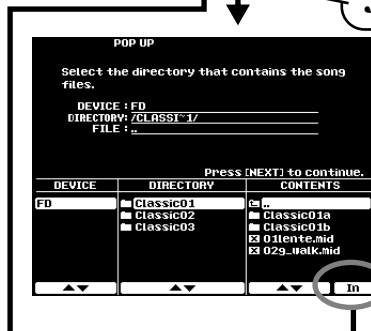 POP UP
Select the directory that contains the song
files.
DEVICE : FD
DIRECTORY: /CLASSI~1/
FILE : ..
Press [NEXT] to continue.
DEVICE DIRECTORY CONTENTS
FD Classic01 ..
Classic02 Classic01a
Classic03 Classic01b
01lente.mid
02g_walk.mid
In